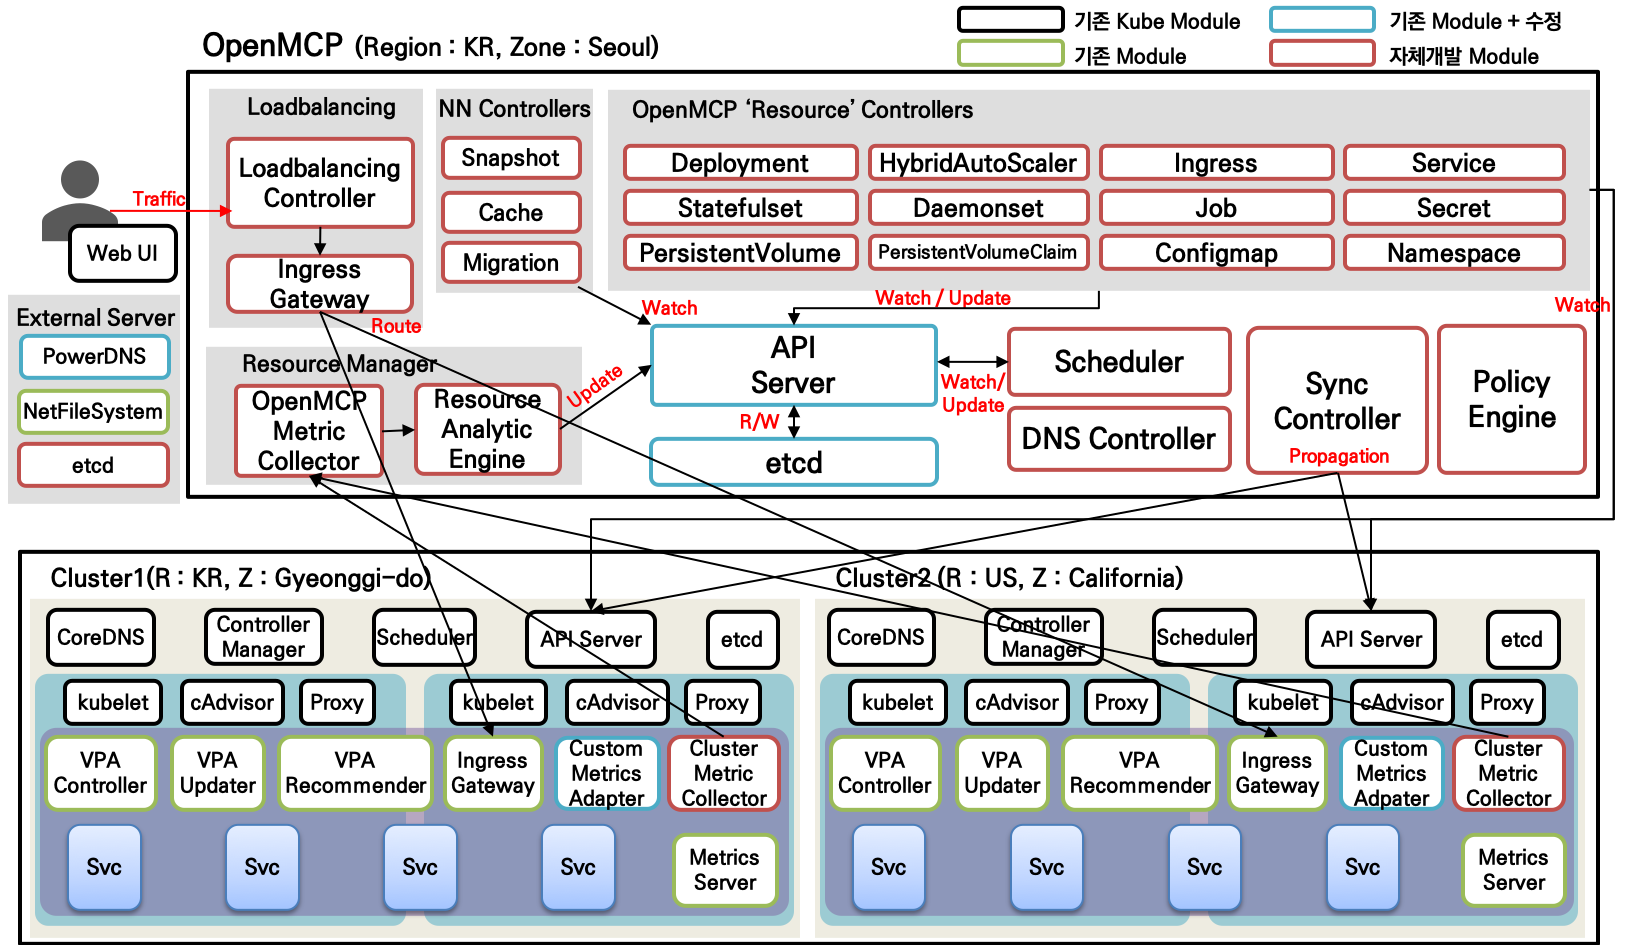 기존 Kube Module
기존 Module + 수정
기존 Module
자체개발 Module
OpenMCP (Region : KR, Zone : Seoul)
Loadbalancing
Loadbalancing
Controller
Ingress
Gateway
Route
Traffic
Web UI
External Server
PowerDNS
NetFileSystem
etcd
NN Controllers
Snapshot
Cache
Migration
Watch
OpenMCP ‘Resource’ Controllers
Deployment
HybridAutoScaler
Ingress
Service
Statefulset
Daemonset
Job
Secret
PersistentVolume
PersistentVolumeClaim
Configmap
Namespace
Watch / Update
Watch
Resource Manager
OpenMCP
Metric
Collector
Resource
Analytic
Engine
Update
API
Server
R/W
etcd
Watch/
Update
Scheduler
DNS Controller
Sync
Controller
Propagation
Policy
Engine
Cluster1(R : KR, Z : Gyeonggi-do)
CoreDNS
Controller
Manager
Scheduler
API Server
etcd
kubelet
cAdvisor
Proxy
kubelet
cAdvisor
Proxy
VPA
Controller
VPA
Updater
VPA
Recommender
Ingress
Gateway
Custom
Metrics
Adapter
Cluster
Metric
Collector
Svc
Svc
Svc
Svc
Metrics
Server
Cluster2 (R : US, Z : California)
CoreDNS
Controller
Manager
Scheduler
API Server
etcd
kubelet
cAdvisor
Proxy
kubelet
cAdvisor
Proxy
VPA
Controller
VPA
Updater
VPA
Recommender
Ingress
Gateway
Custom
Metrics
Adpater
Cluster
Metric
Collector
Svc
Svc
Svc
Svc
Metrics
Server